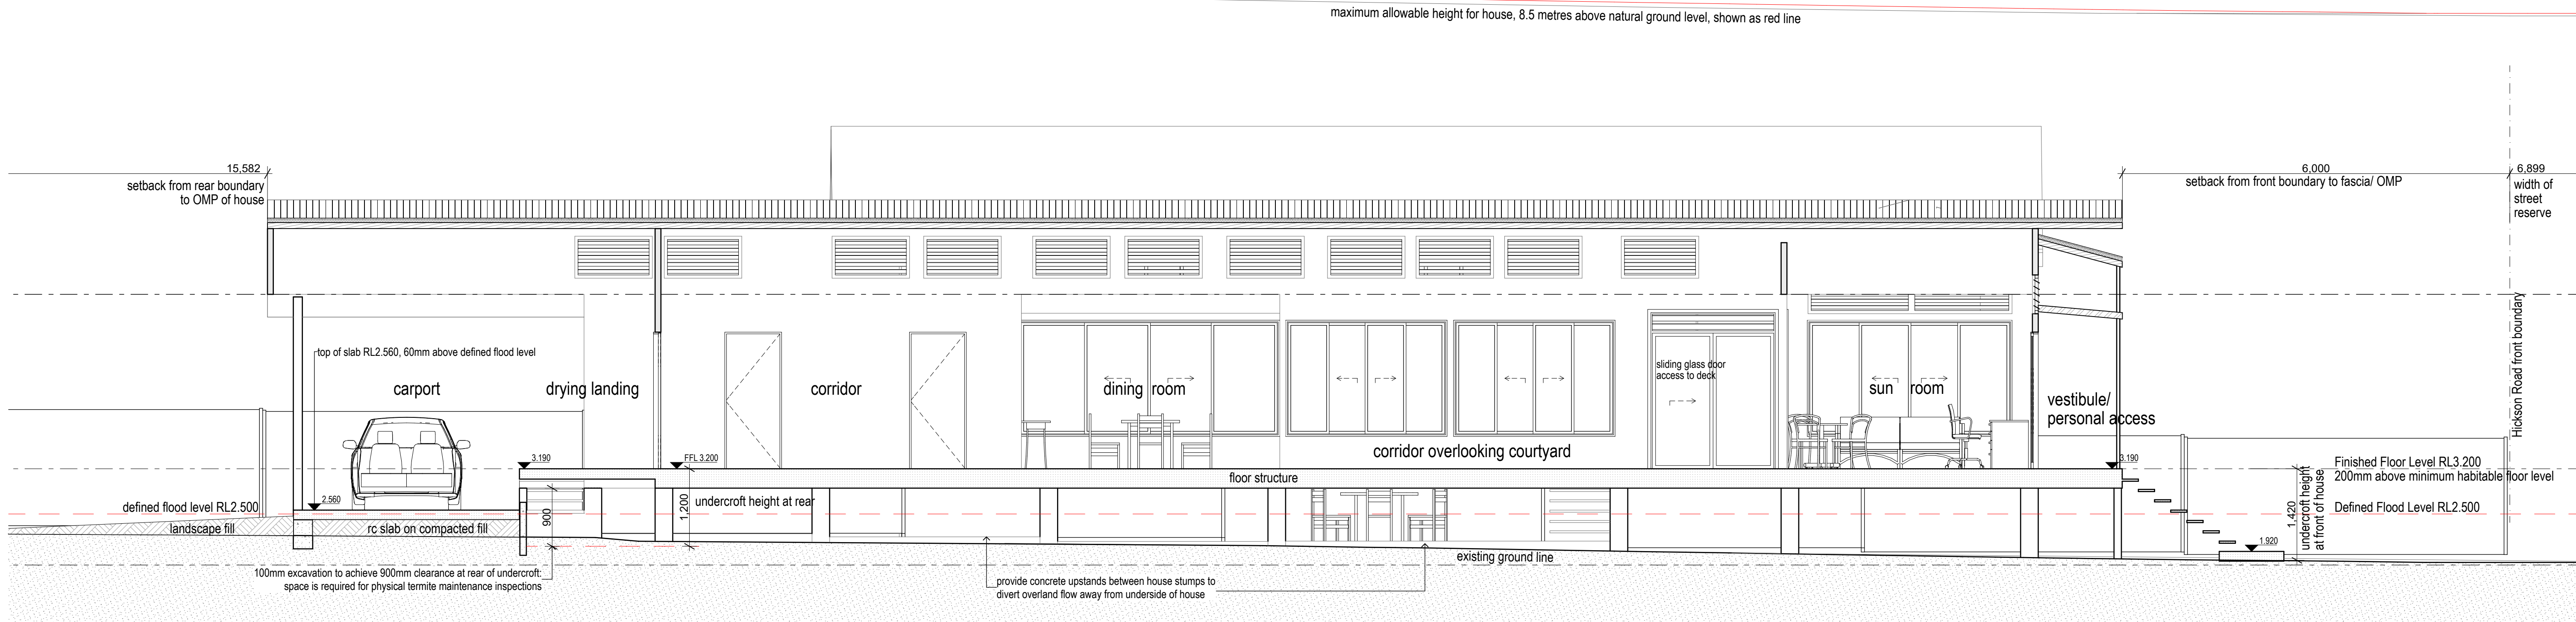 maximum allowable height for house, 8.5 metres above natural ground level, shown as red line
15,582
setback from rear boundary
to OMP of house
6,000
setback from front boundary to fascia/ OMP
6,899
width of
street
reserve
Hickson Road front boundary
top of slab RL2.560, 60mm above defined flood level
carport
drying landing
corridor
dining room
sliding glass door
access to deck
sun room
vestibule/
personal access
corridor overlooking courtyard
3.190
FFL 3.200
floor structure
3.190
Finished Floor Level RL3.200
200mm above minimum habitable floor level
defined flood level RL2.500
2.560
900
1,200
undercroft height at rear
1,420
undercroft height
at front of house
Defined Flood Level RL2.500
landscape fill
rc slab on compacted fill
1.920
existing ground line
100mm excavation to achieve 900mm clearance at rear of undercroft:
space is required for physical termite maintenance inspections
provide concrete upstands between house stumps to
divert overland flow away from underside of house